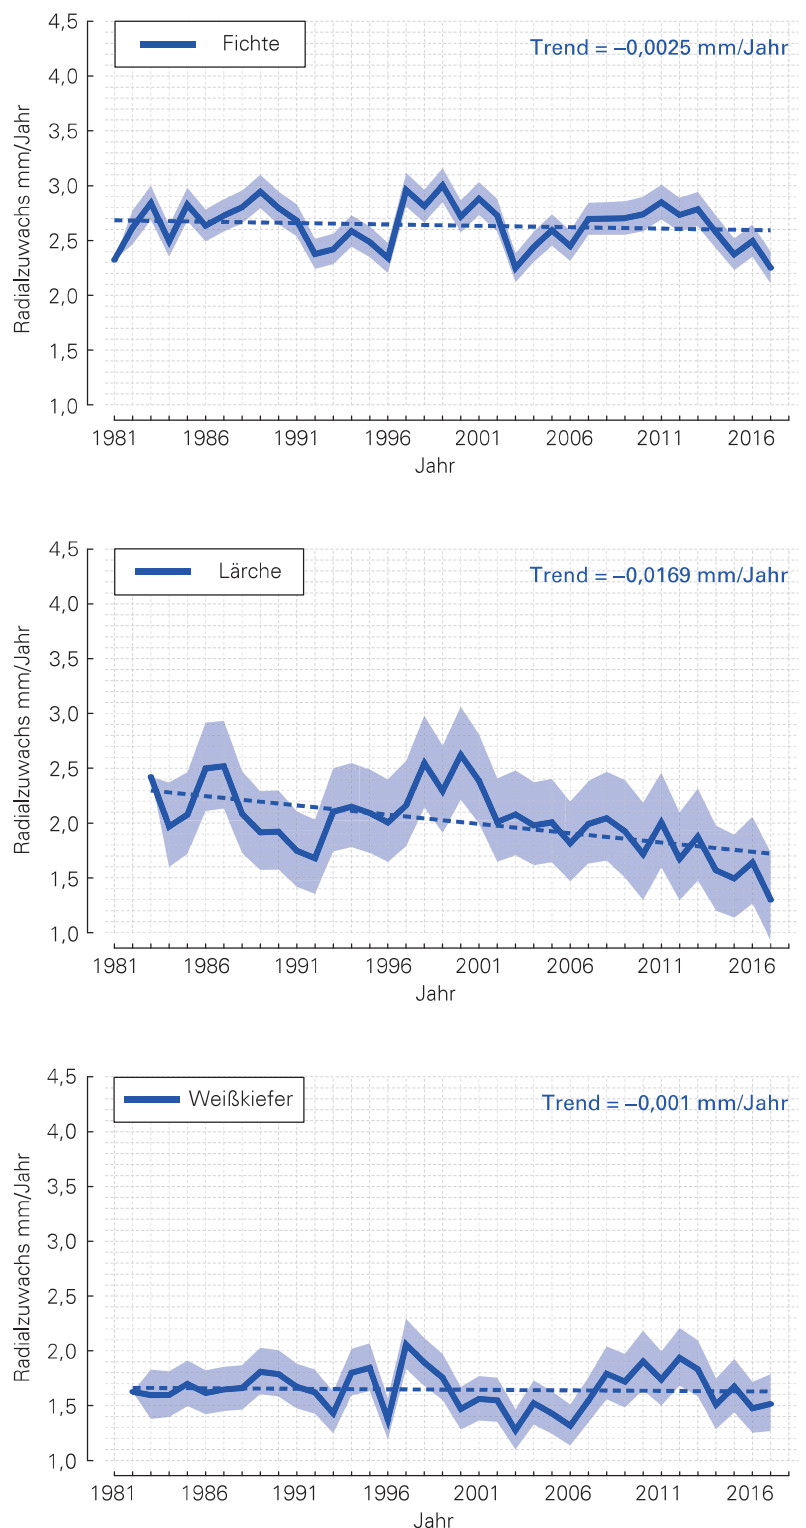 4,5
Fichte
Trend = –0,0025 mm/Jahr
4,0
3,5
3,0
2,5
2,0
1,5
1,0
Radialzuwachs mm/Jahr
1981 1986 1991 1996 2001 2006 2011 2016
Jahr
4,5
Lärche
Trend = –0,0169 mm/Jahr
4,0
3,5
3,0
2,5
2,0
1,5
1,0
Radialzuwachs mm/Jahr
1981 1986 1991 1996 2001 2006 2011 2016
Jahr
4,5
Weißkiefer
Trend = –0,001 mm/Jahr
4,0
3,5
3,0
2,5
2,0
1,5
1,0
Radialzuwachs mm/Jahr
1981 1986 1991 1996 2001 2006 2011 2016
Jahr